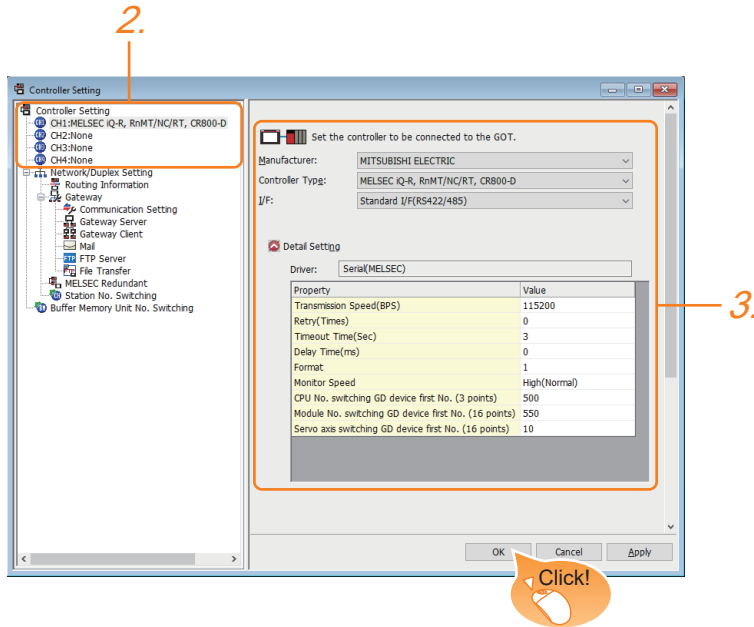 2.
Controller Setting
Controller Setting
CH1:MELSEC iQ-R, RnMT/NC/RT, CR800-D
CH2:None
CH3:None
CH4:None
Network/Duplex Setting
Routing Information
Gateway
Communication Setting
Gateway Server
Gateway Client
Mail
FTP FTP Server
File Transfer
MELSEC Redundant
Station No. Switching
Buffer Memory Unit No. Switching
Set the controller to be connected to the GOT.
Manufacturer: MITSUBISHI ELECTRIC
Controller Type: MELSEC iQ-R, RnMT/NC/RT, CR800-D
I/F: Standard I/F(RS422/485)
Detail Setting
Driver: Serial(MELSEC)
Property Value
Transmission Speed(BPS) 115200
Retry(Times) 0
Timeout Time(Sec) 3
Delay Time(ms) 0
Format 1
Monitor Speed High(Normal)
CPU No. switching GD device first No. (3 points) 500
Module No. switching GD device first No. (16 points) 550
Servo axis switching GD device first No. (16 points) 10
3.
OK Cancel Apply
Click!